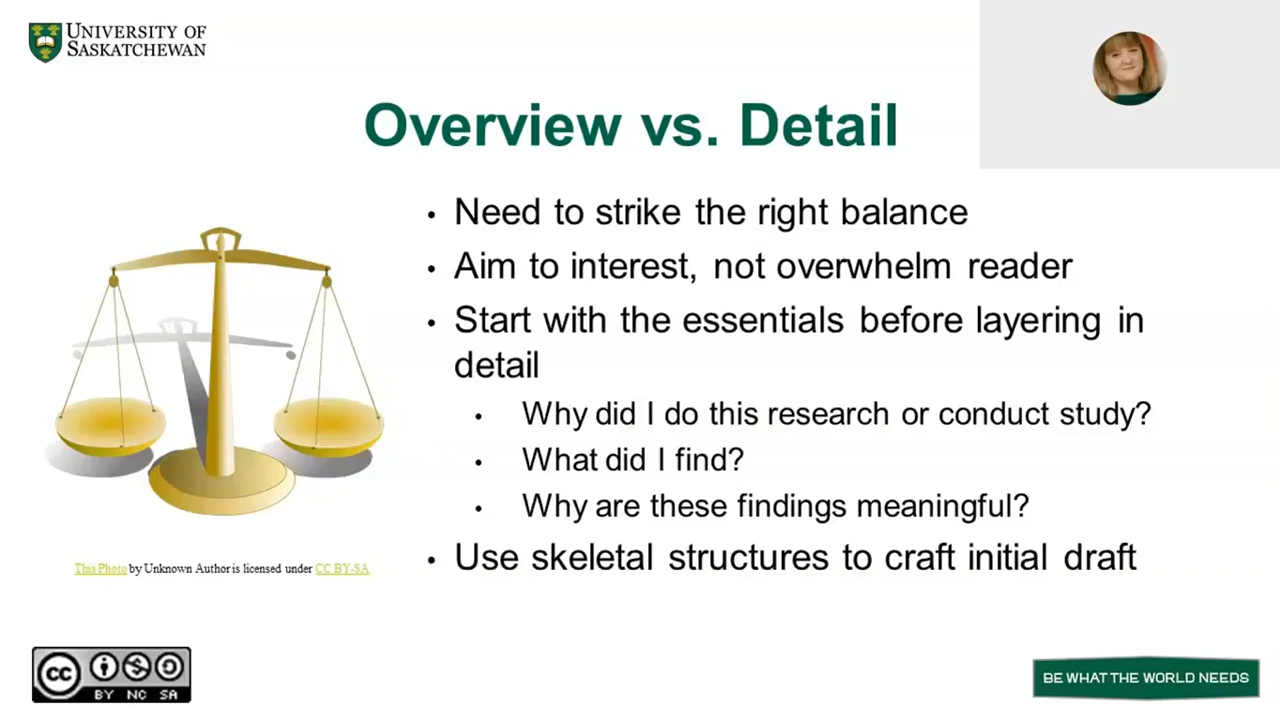 UNIVERSITY OF
SASKATCHEWAN
Overview vs. Detail
• Need to strike the right balance
• Aim to interest, not overwhelm reader
• Start with the essentials before layering in
detail
• Why did I do this research or conduct study?
• What did I find?
• Why are these findings meaningful?
• Use skeletal structures to craft initial draft
This Photo by Unknown Author is licensed under CC BY-SA
cc BY NC SA
BE WHAT THE WORLD NEEDS